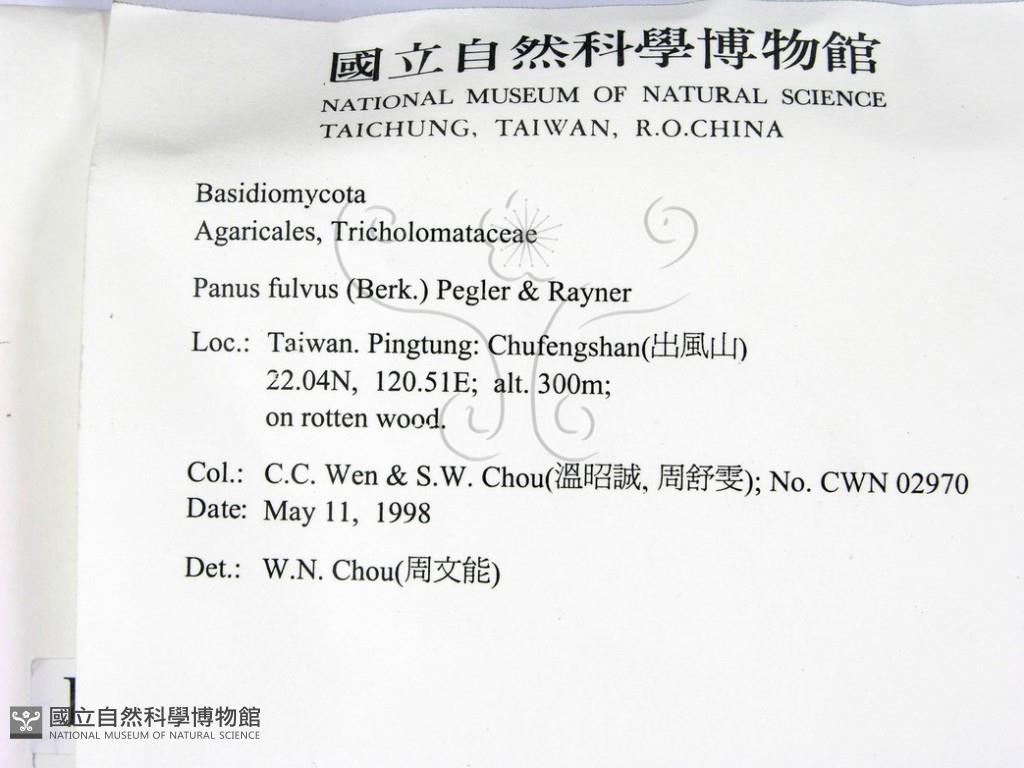 國立自然科學博物館
NATIONAL MUSEUM OF NATURAL SCIENCE
TAICHUNG, TAIWAN, R.O.CHINA
Basidiomycota
Agaricales, Tricholomataceae
Panus fulvus (Berk.) Pegler & Rayner
Loc.: Taiwan. Pingtung: Chufengshan(出風山)
22.04N, 120.51E; alt. 300m;
on rotten wood.
Col.: C.C. Wen & S.W. Chou(溫昭誠, 周舒雯); No. CWN 02970
Date: May 11, 1998
Det.: W.N. Chou(周文能)
國立自然科學博物館
NATIONAL MUSEUM OF NATURAL SCIENCE